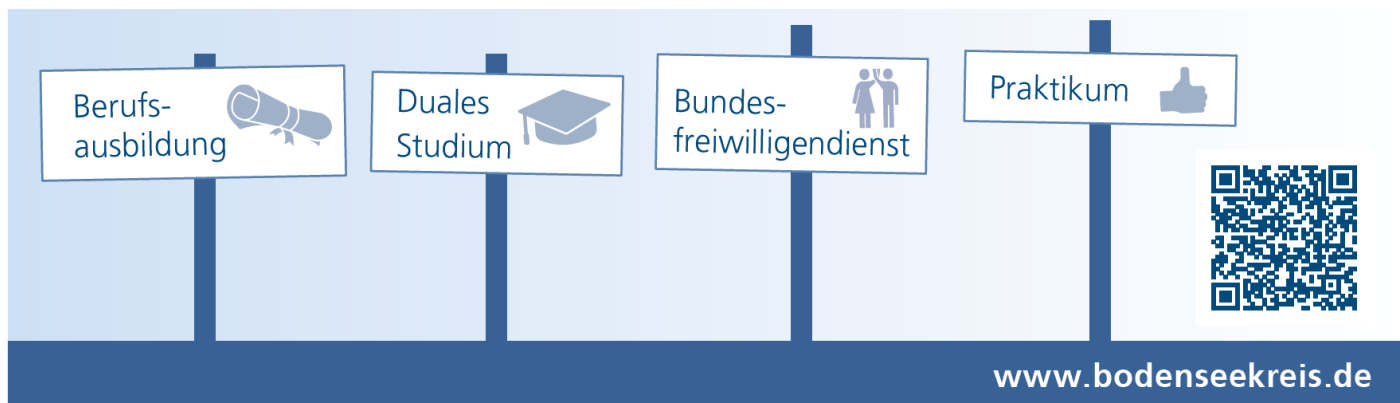 Berufs-
ausbildung
Duales
Studium
Bundes-
freiwilligendienst
Praktikum
www.bodenseekreis.de